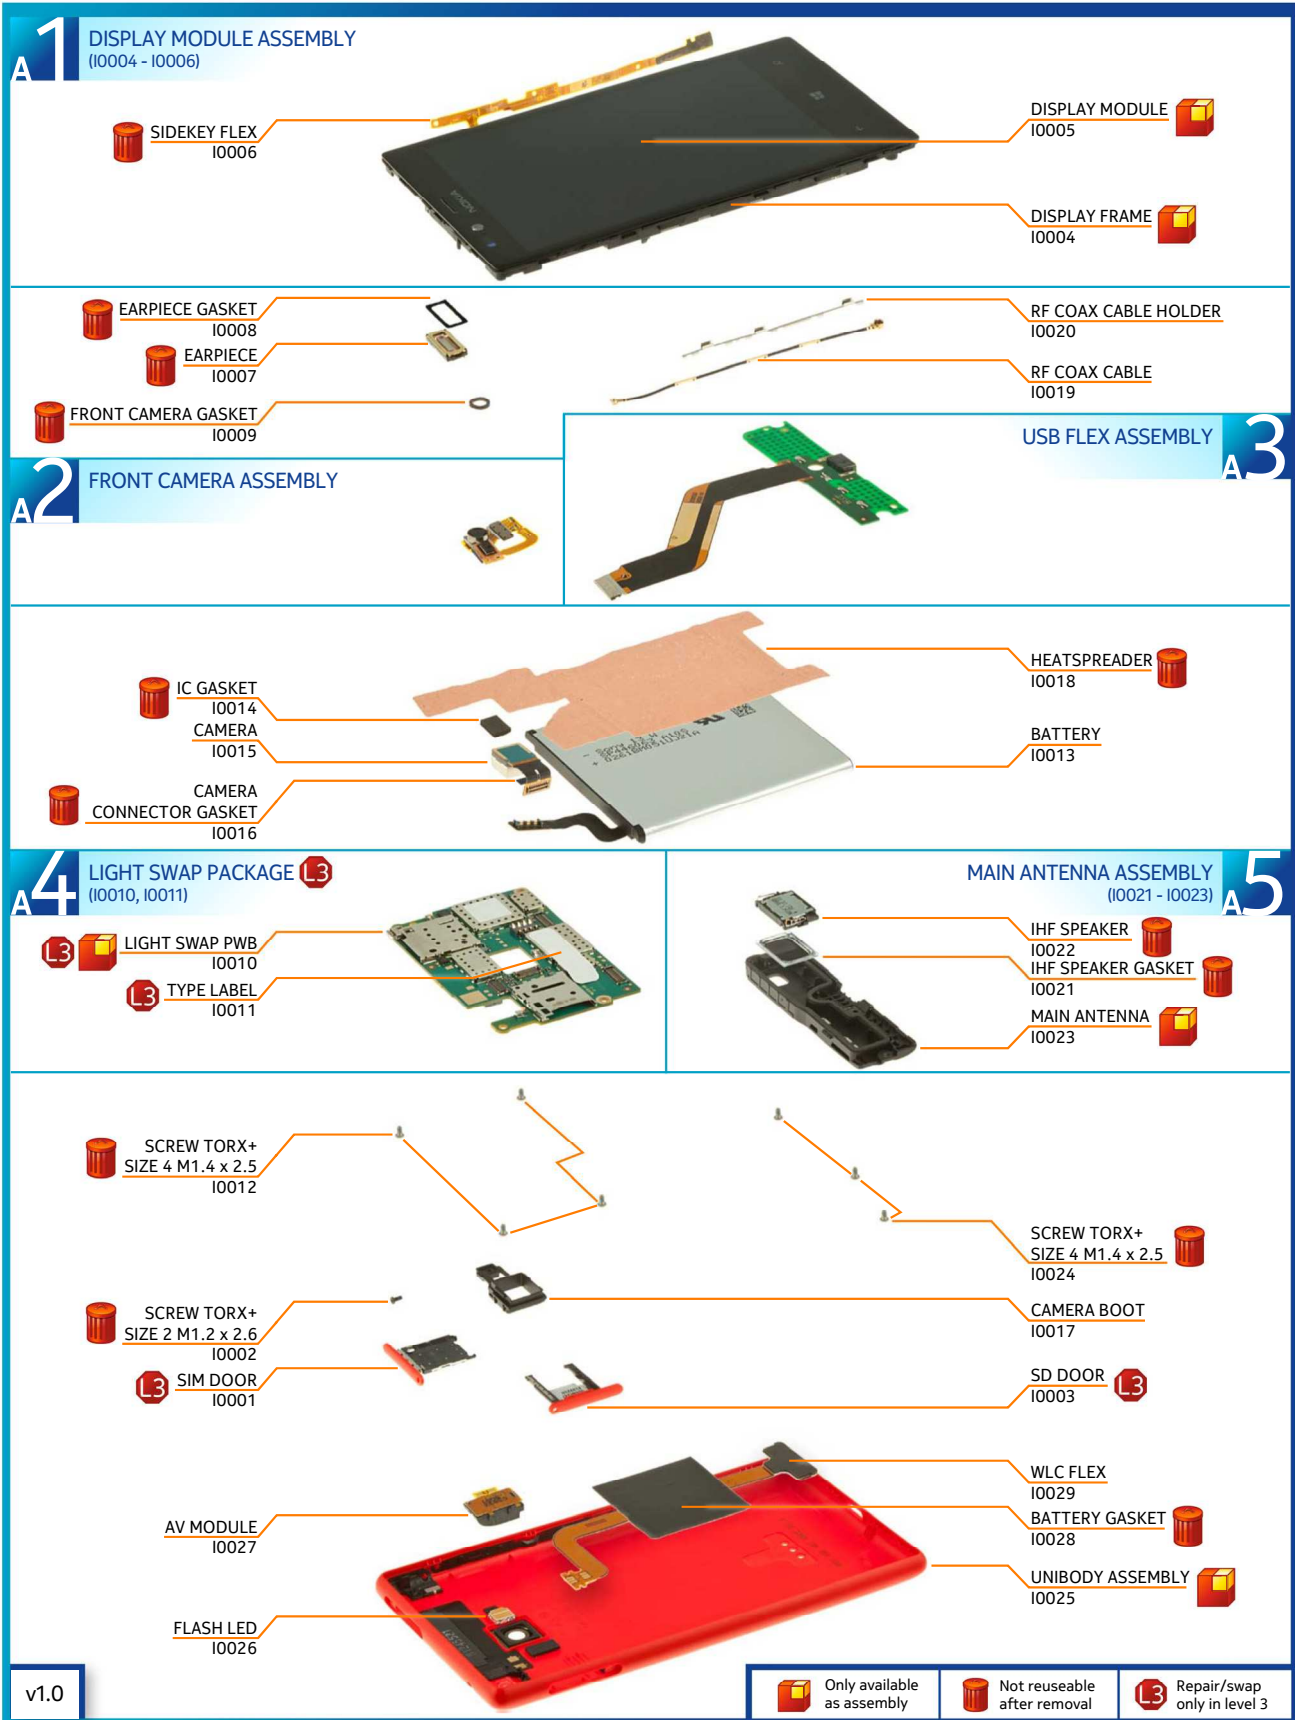 A1
DISPLAY MODULE ASSEMBLY
(I0004 - I0006)
SIDEKEY FLEX
I0006
DISPLAY MODULE
I0005
DISPLAY FRAME
I0004
NOKIA
EARPIECE GASKET
I0008
EARPIECE
I0007
FRONT CAMERA GASKET
I0009
RF COAX CABLE HOLDER
I0020
RF COAX CABLE
I0019
A2
FRONT CAMERA ASSEMBLY
USB FLEX ASSEMBLY
A3
IC GASKET
I0014
CAMERA
I0015
CAMERA
CONNECTOR GASKET
I0016
HEATSPREADER
I0018
BATTERY
I0013
A4
LIGHT SWAP PACKAGE L3
(I0010, I0011)
L3
LIGHT SWAP PWB
I0010
L3
TYPE LABEL
I0011
MAIN ANTENNA ASSEMBLY
(I0021 - I0023)
A5
IHF SPEAKER
I0022
IHF SPEAKER GASKET
I0021
MAIN ANTENNA
I0023
SCREW TORX+
SIZE 4 M1.4 x 2.5
I0012
SCREW TORX+
SIZE 4 M1.4 x 2.5
I0024
SCREW TORX+
SIZE 2 M1.2 x 2.6
I0002
CAMERA BOOT
I0017
L3
SIM DOOR
I0001
SD DOOR
L3
I0003
AV MODULE
I0027
WLC FLEX
I0029
BATTERY GASKET
I0028
UNIBODY ASSEMBLY
I0025
FLASH LED
I0026
v1.0
Only available
as assembly
Not reuseable
after removal
L3
Repair/swap
only in level 3